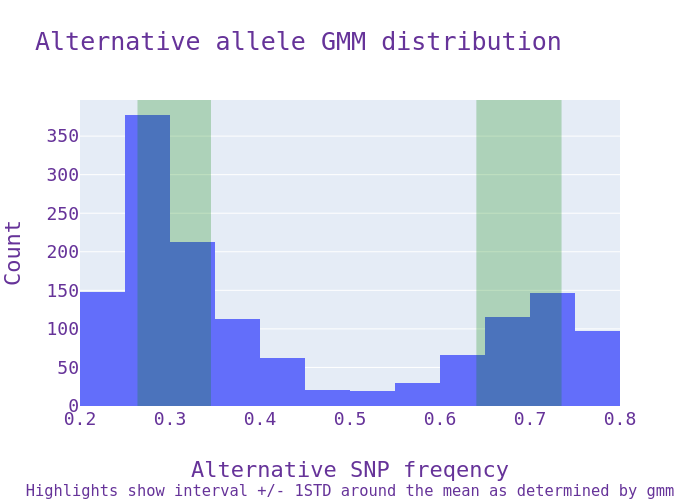 Alternative allele GMM distribution
350
300
250
200
150
100
50
0
Count
0.2 0.3 0.4 0.5 0.6 0.7 0.8
Alternative SNP freqency
Highlights show interval +/- 1STD around the mean as determined by gmm